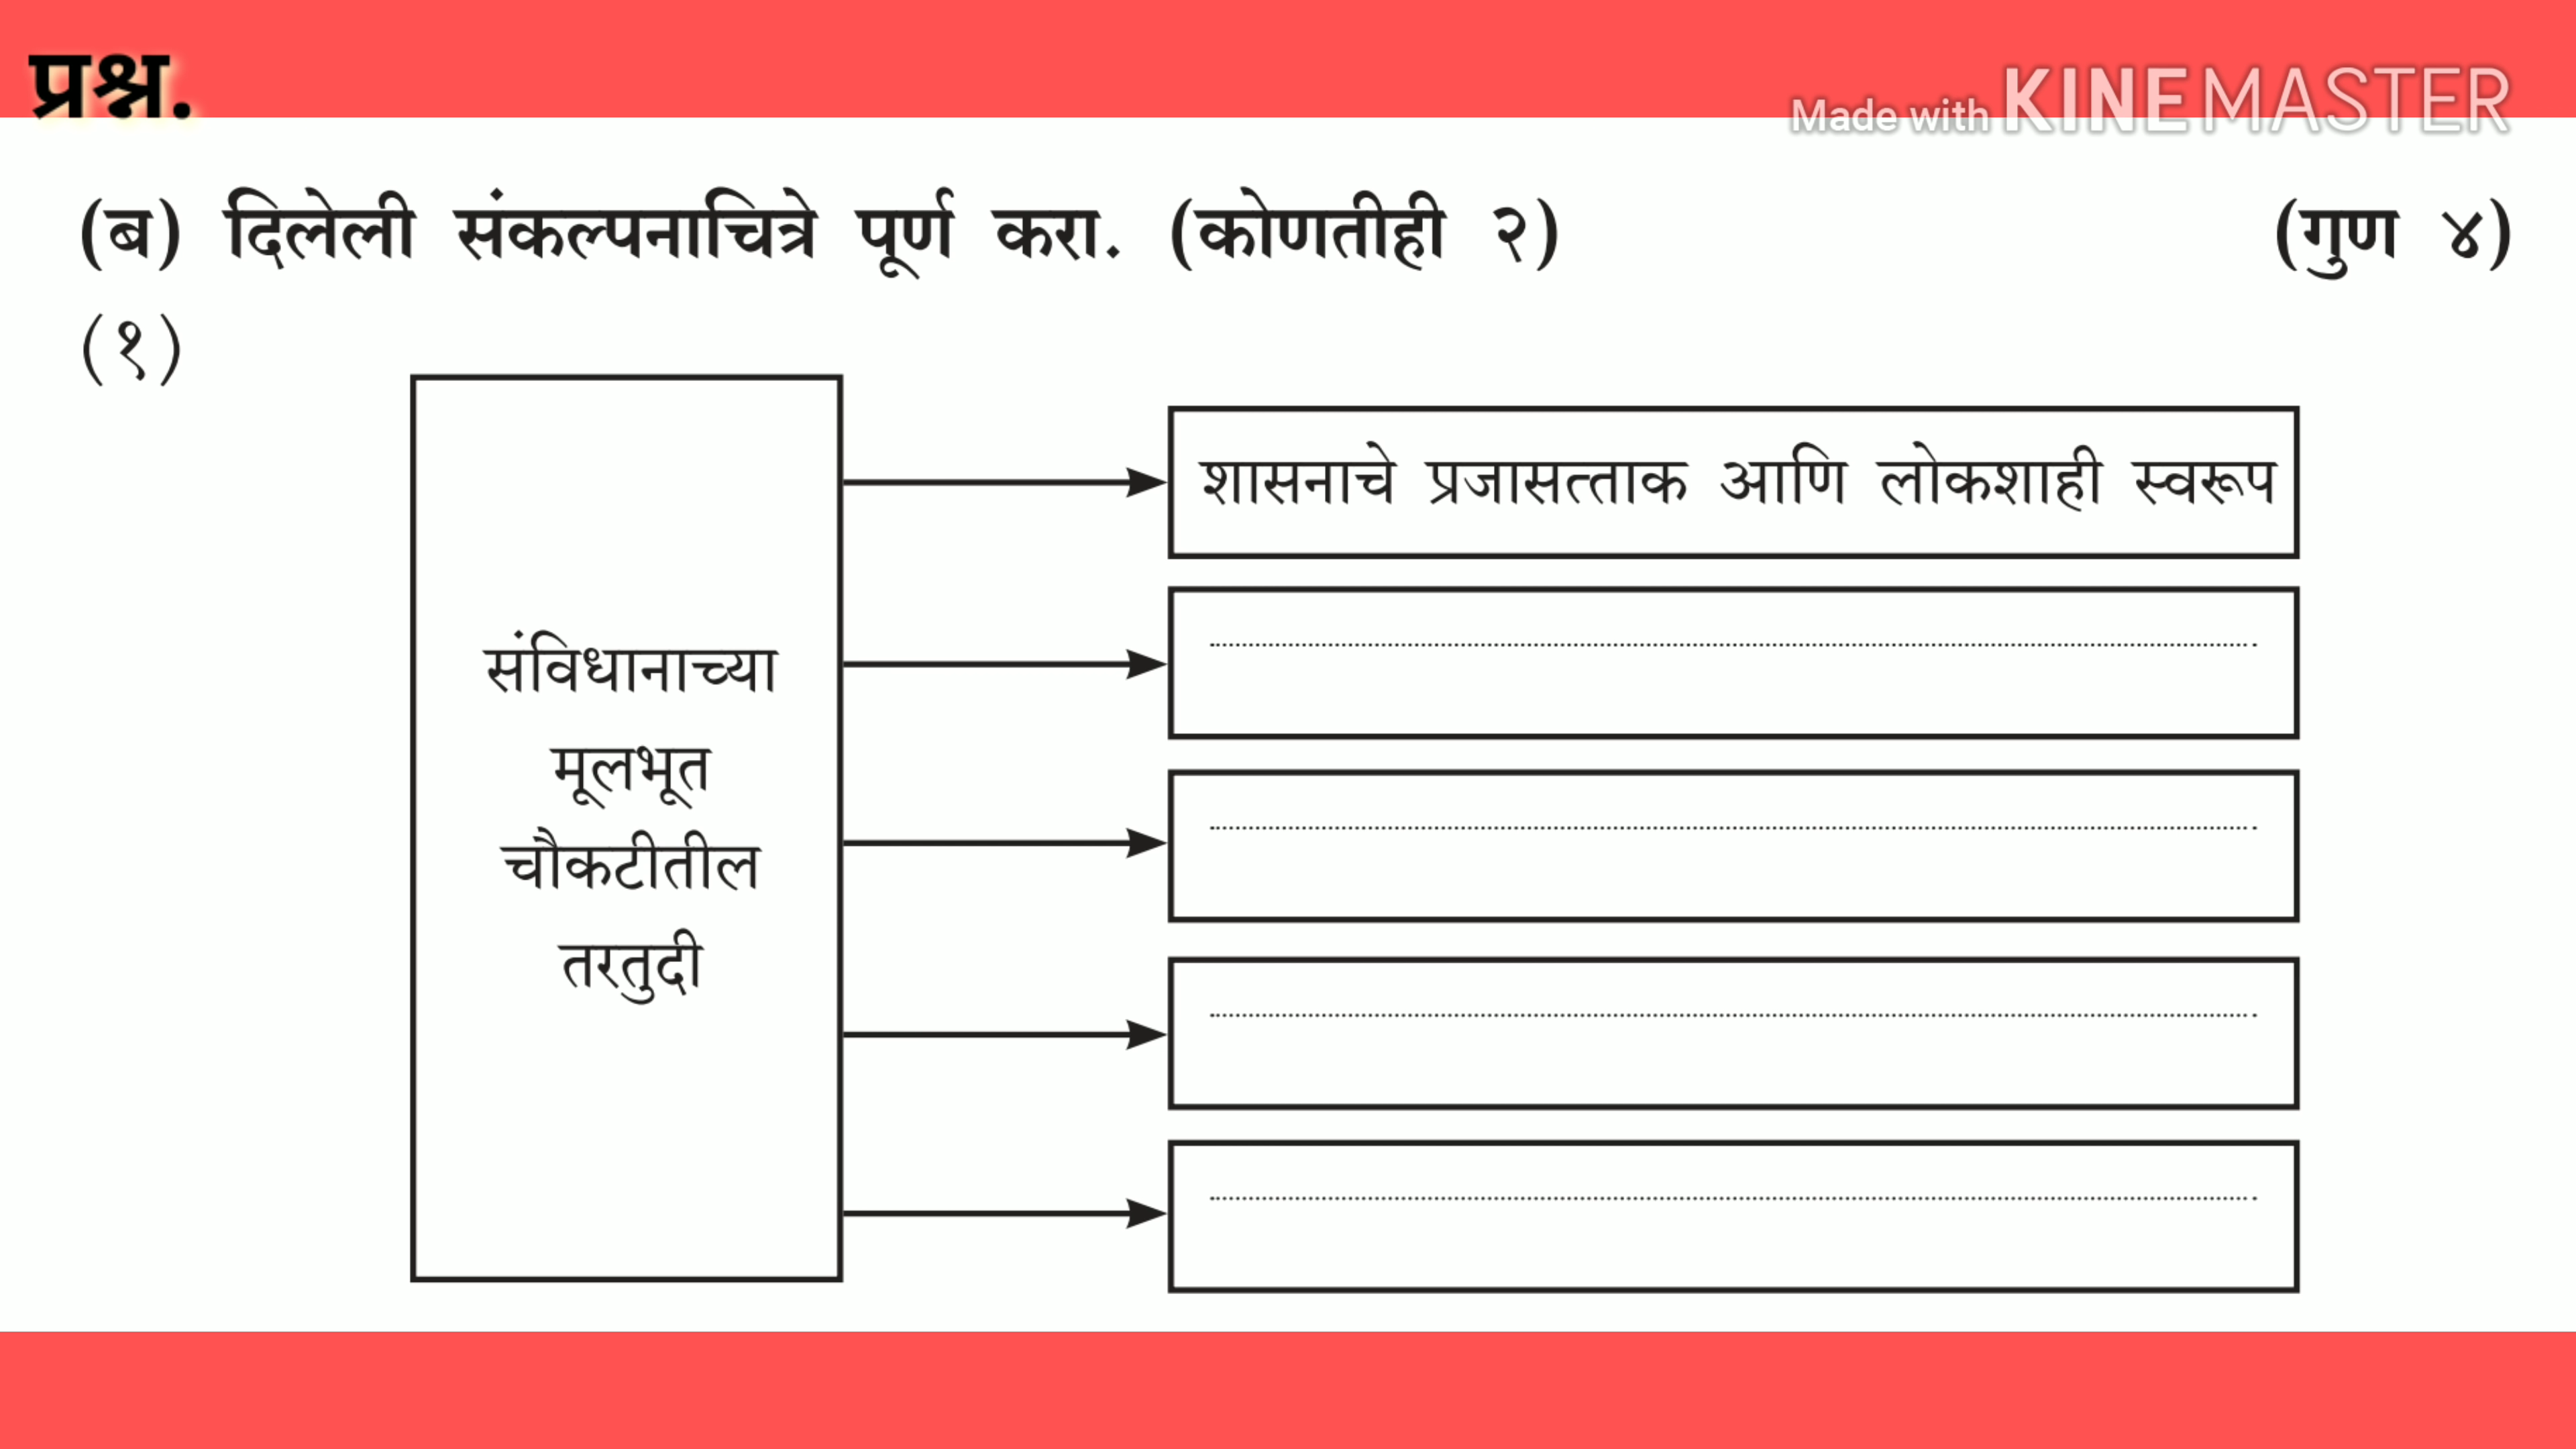 प्रश्न.
Made with KINEMASTER
(ब) दिलेली संकल्पनाचित्रे पूर्ण करा. (कोणतीही २) (गुण ४)
(१)
शासनाचे प्रजासत्ताक आणि लोकशाही स्वरूप
संविधानाच्या
मूलभूत
चौकटीतील
तरतुदी